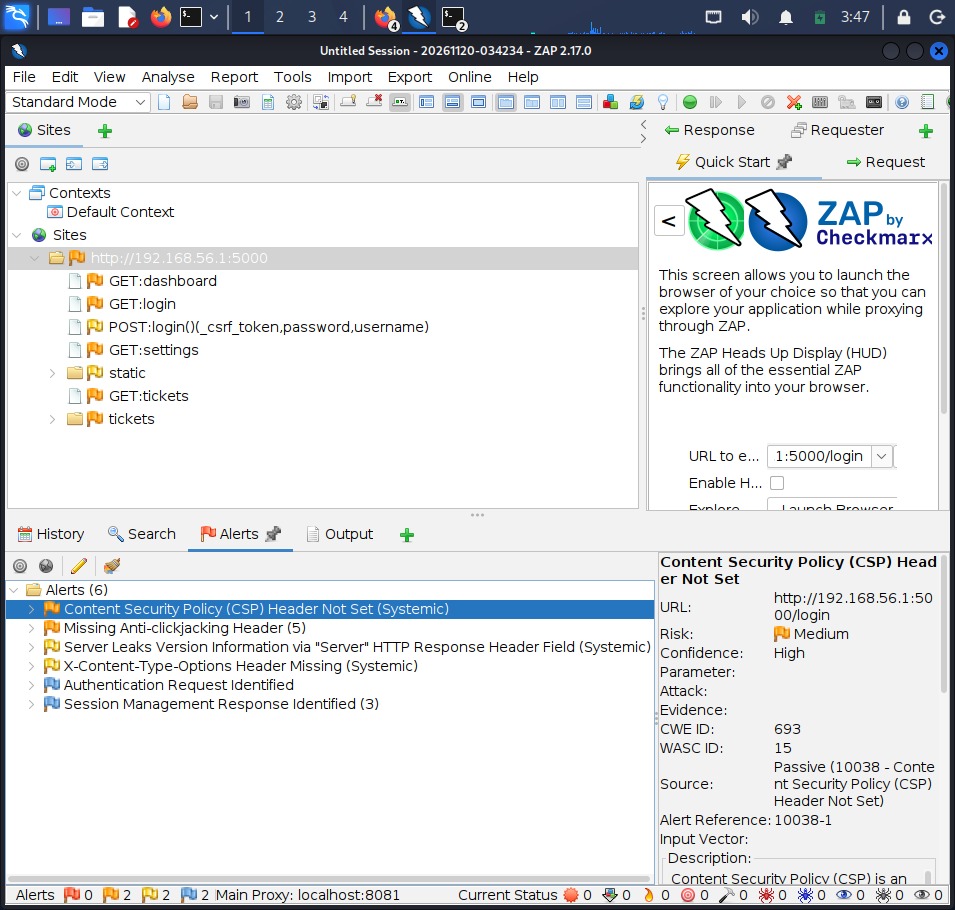 1 2 3 4 4 2 3:47
Untitled Session - 20261120-034234 - ZAP 2.17.0
File Edit View Analyse Report Tools Import Export Online Help
Standard Mode
Sites
Contexts
Default Context
Sites
http://192.168.56.1:5000
GET:dashboard
GET:login
POST:login()(_csrf_token,password,username)
GET:settings
static
GET:tickets
tickets
Response Requester
Quick Start Request
<
ZAP by
Checkmarx
This screen allows you to launch the
browser of your choice so that you can
explore your application while proxying
through ZAP.
The ZAP Heads Up Display (HUD)
brings all of the essential ZAP
functionality into your browser.
URL to e... 1:5000/login
Enable H...
Explore Launch Browser
History Search Alerts Output
Alerts (6)
Content Security Policy (CSP) Header Not Set (Systemic)
Missing Anti-clickjacking Header (5)
Server Leaks Version Information via "Server" HTTP Response Header Field (Systemic)
X-Content-Type-Options Header Missing (Systemic)
Authentication Request Identified
Session Management Response Identified (3)
Content Security Policy (CSP) Head
er Not Set
URL: http://192.168.56.1:50
00/login
Risk: Medium
Confidence: High
Parameter:
Attack:
Evidence:
CWE ID: 693
WASC ID: 15
Source: Passive (10038 - Conte
nt Security Policy (CSP)
Header Not Set)
Alert Reference: 10038-1
Input Vector:
Description:
Content Security Policy (CSP) is an
Alerts 0 2 2 2 Main Proxy: localhost:8081 Current Status 0 0 0 0 0 0 0 0 0 0